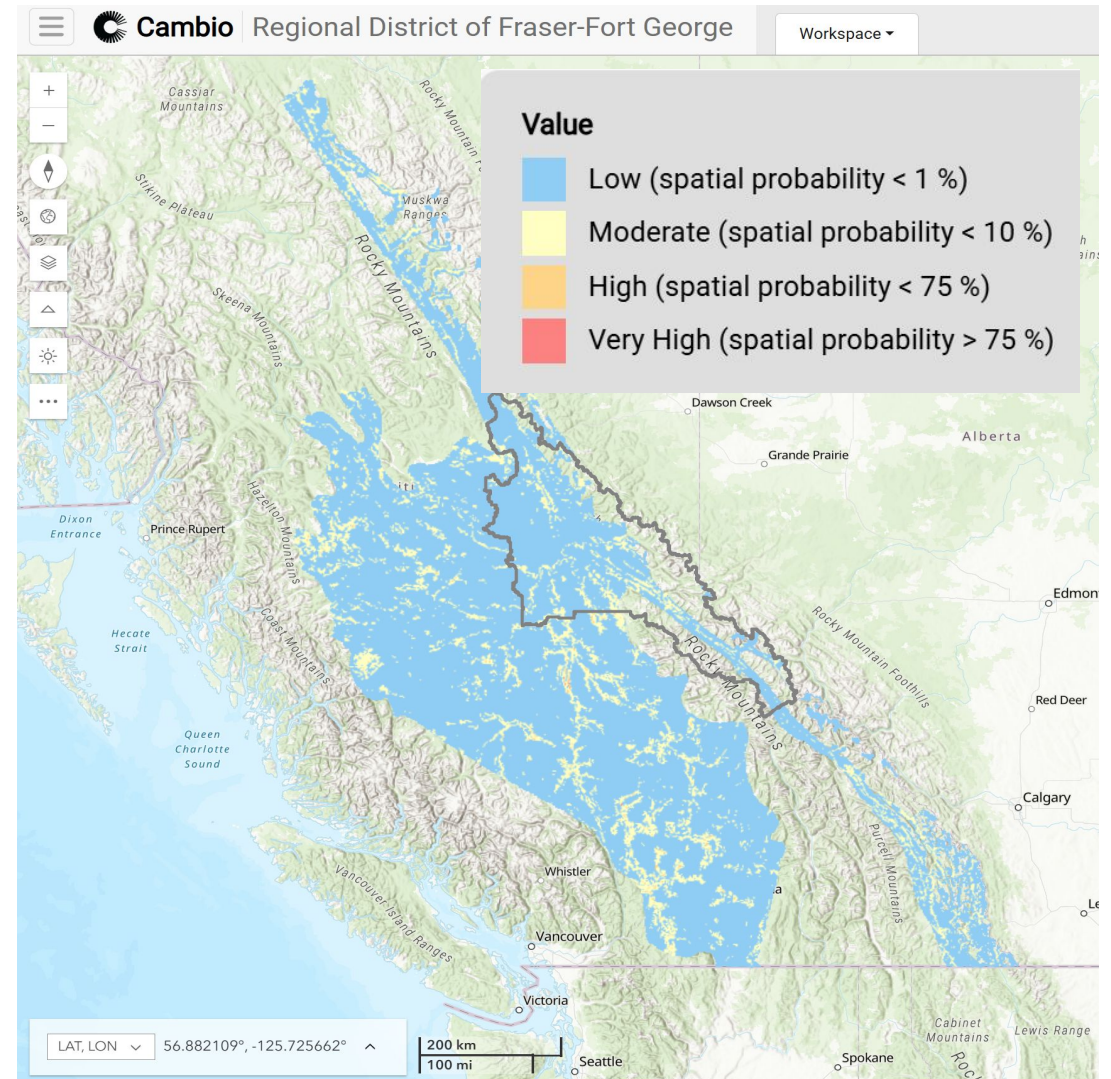 Cambio Regional District of Fraser-Fort George
Workspace
Value
Low (spatial probability < 1 %)
Moderate (spatial probability < 10 %)
High (spatial probability < 75 %)
Very High (spatial probability > 75 %)
Cassiar
Mountains
Rocky Mountain F
Stikine Plateau
Muskwa
Ranges
Rocky Mountains
Skeena Mountains
Dawson Creek
Alberta
Grande Prairie
Hazelton Mountains
Dixon
Entrance
Prince Rupert
Edmon
Hecate
Strait
Coast Mountains
Rocky Mountains
Rocky Mountain Foothills
Red Deer
Queen
Charlotte
Sound
Calgary
Purcell Mountains
Whistler
Vancouver Island Ranges
Vancouver
Victoria
Cabinet
Mountains
Lewis Range
LAT, LON
56.882109°, -125.725662°
200 km
100 mi
Seattle
Spokane